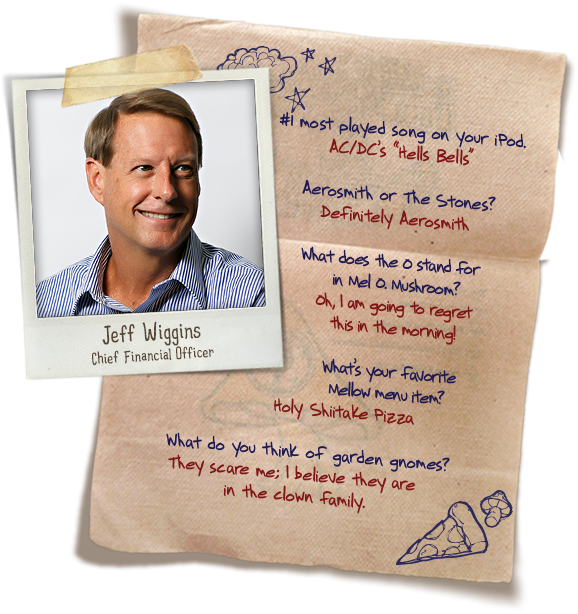 #1 most played song on your iPod.
AC/DC's "Hells Bells"
Aerosmith or The Stones?
Definitely Aerosmith
What does the O stand for
in Mel O. Mushroom?
Oh, I am going to regret
this in the morning!
What's your favorite
Mellow menu item?
Holy Shiitake Pizza
What do you think of garden gnomes?
They scare me; I believe they are
in the clown family.
Jeff Wiggins
Chief Financial Officer